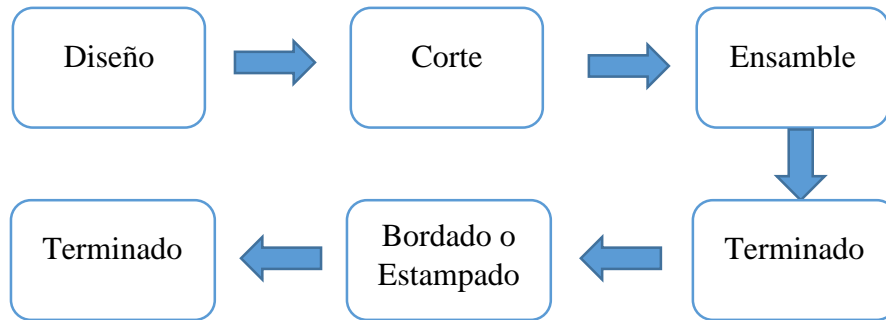 Diseño
Corte
Ensamble
Terminado
Bordado o
Estampado
Terminado